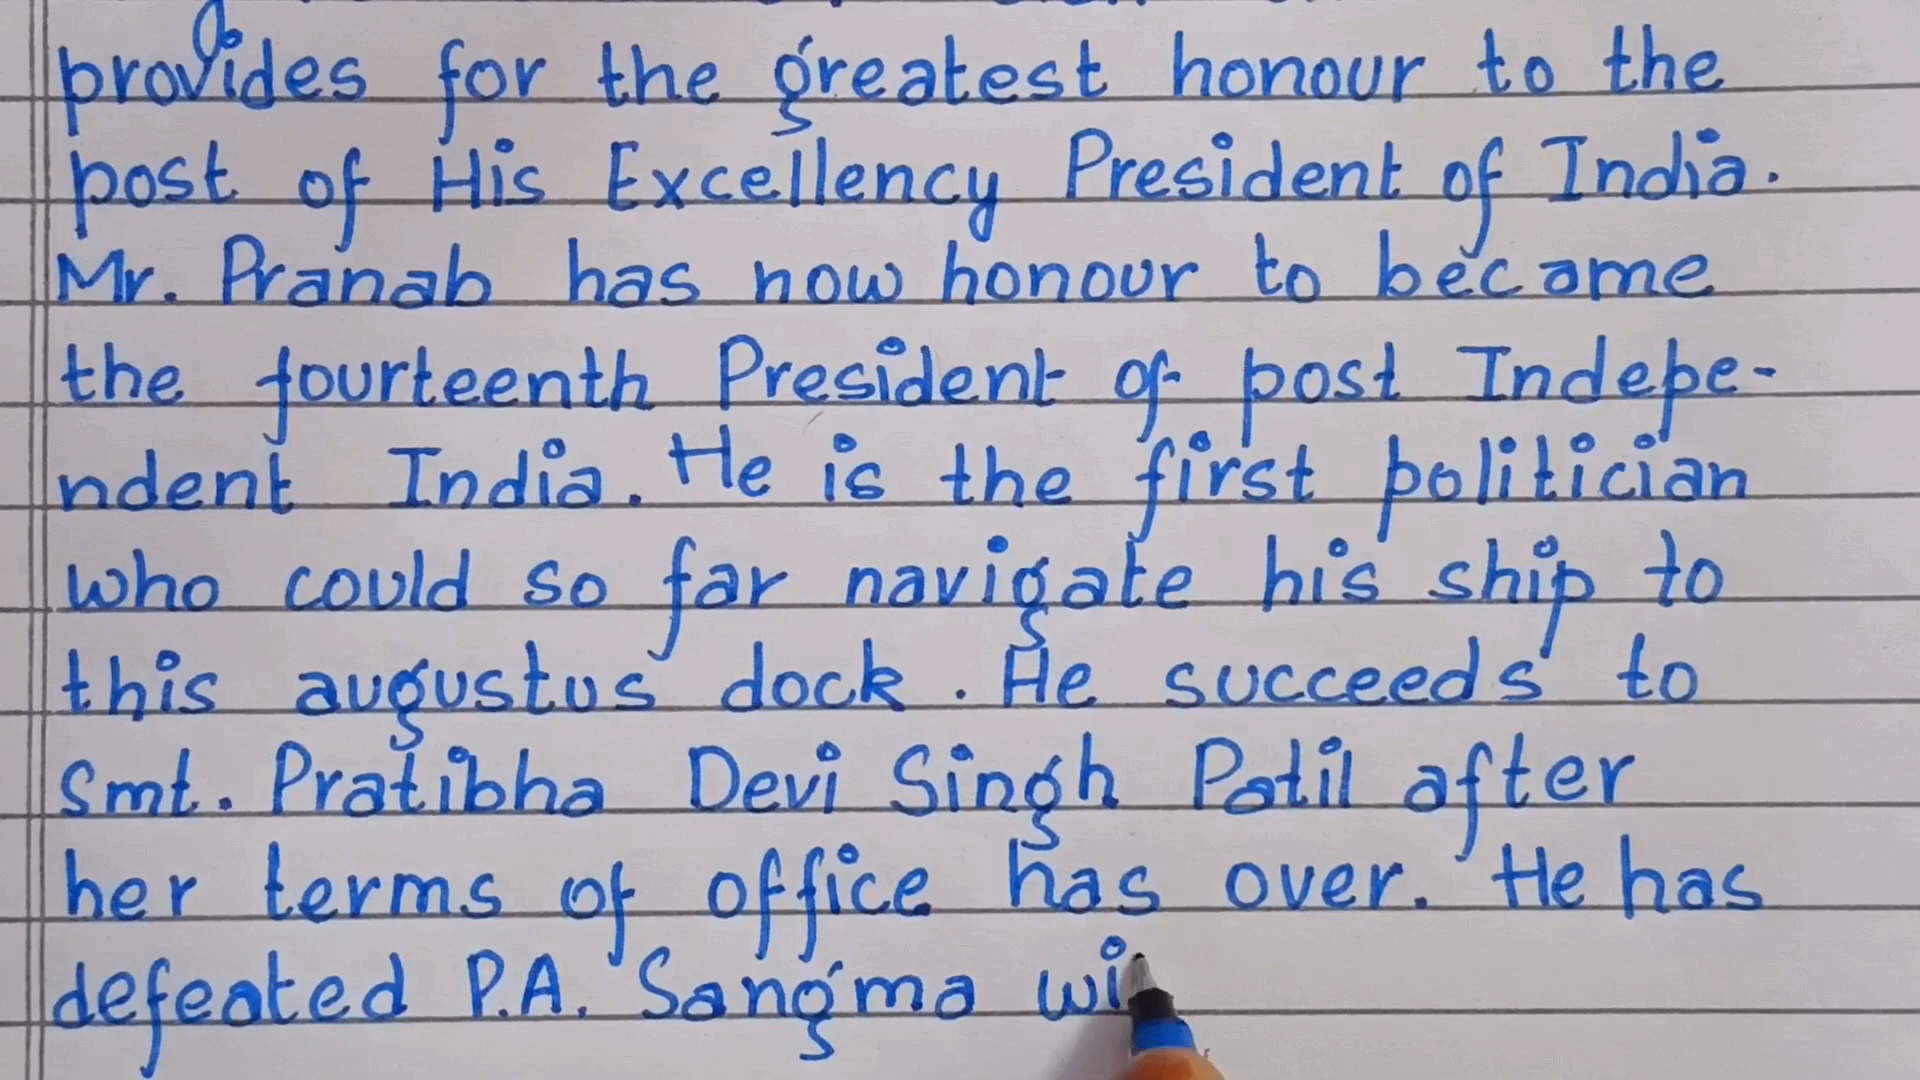 provides for the greatest honour to the
post of His Excellency President of India.
Mr. Pranab has now honour to become
the fourteenth President of post Indepe-
ndent India. He is the first politician
who could so far navigate his ship to
this augustus dock. He succeeds to
Smt. Pratibha Devi Singh Patil after
her terms of office has over. He has
defeated P.A. Sangma wi